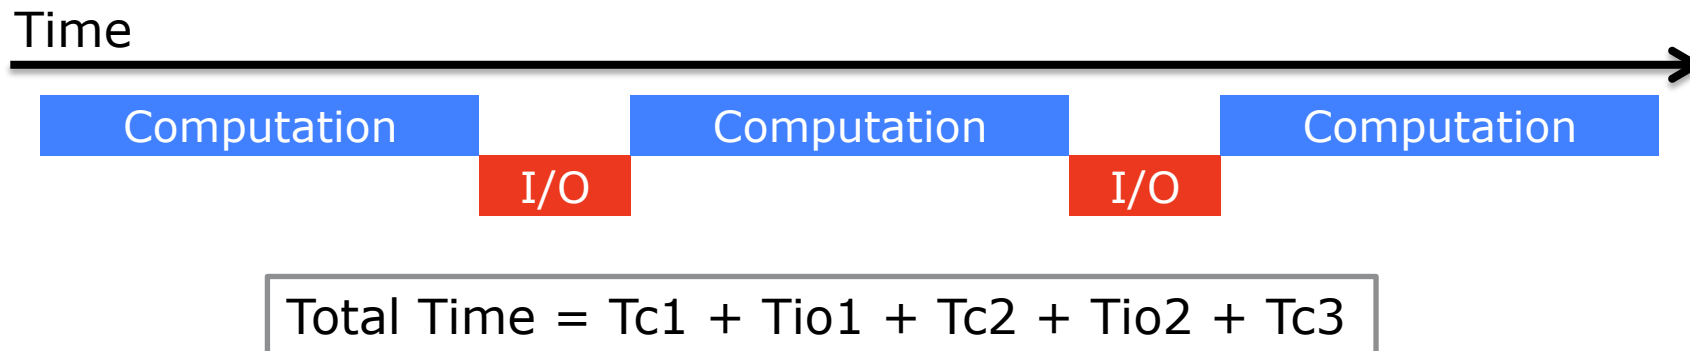 Time
Computation Computation Computation
I/O I/O
Total Time = Tc1 + Tio1 + Tc2 + Tio2 + Tc3